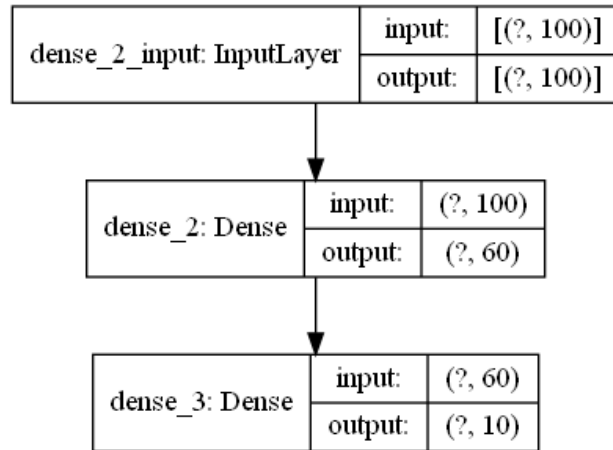 dense_2_input: InputLayer
input: [(?, 100)]
output: [(?, 100)]
dense_2: Dense
input: (?, 100)
output: (?, 60)
dense_3: Dense
input: (?, 60)
output: (?, 10)